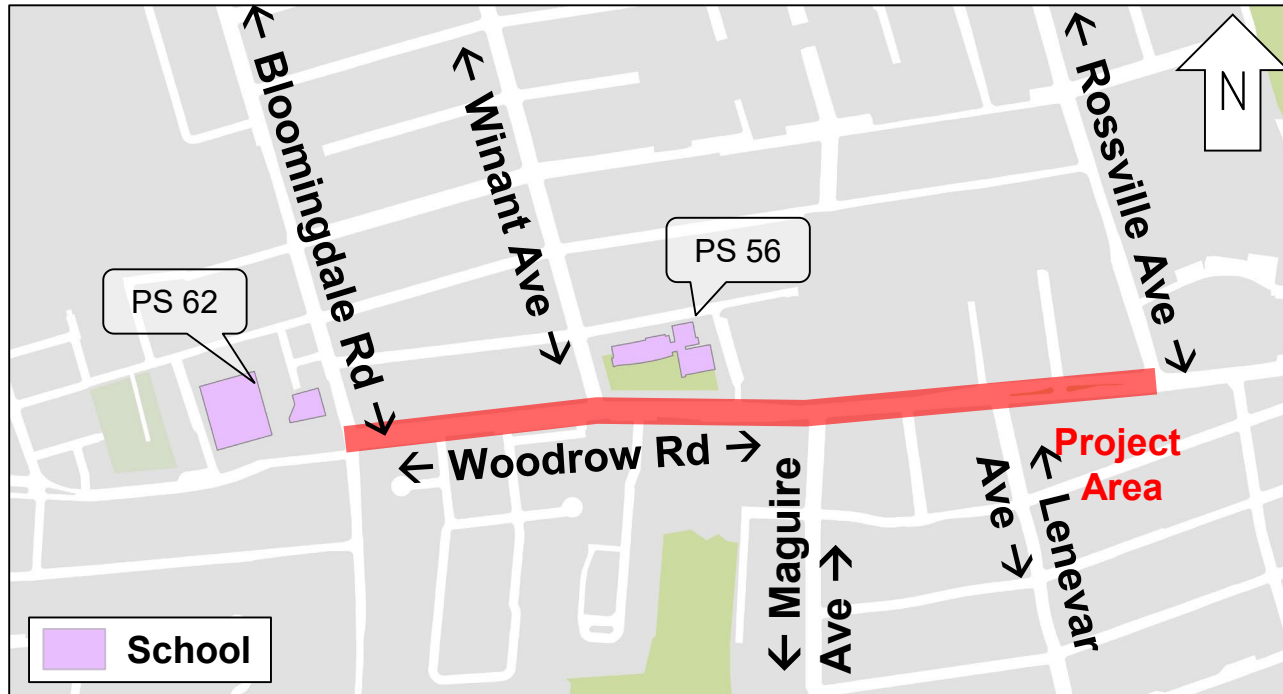 ← Bloomingdale Rd →
← Winant Ave →
← Rossville Ave →
N
PS 56
PS 62
← Woodrow Rd →
← Maguire
Ave →
Ave →
← Lenevar
Project
Area
School